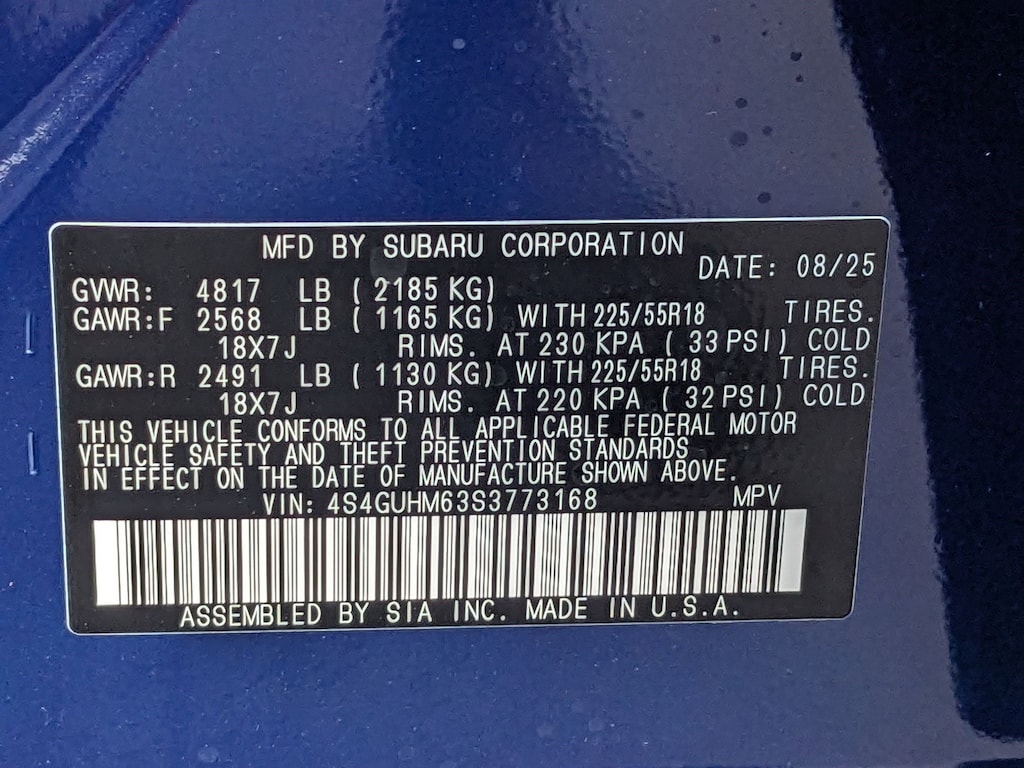 MFD BY SUBARU CORPORATION
DATE: 08/25
GVWR: 4817 LB ( 2185 KG)
GAWR:F 2568 LB ( 1165 KG) WITH 225/55R18 TIRES.
18X7J RIMS. AT 230 KPA ( 33 PSI) COLD
GAWR:R 2491 LB ( 1130 KG) WITH 225/55R18 TIRES.
18X7J RIMS. AT 220 KPA ( 32 PSI) COLD
THIS VEHICLE CONFORMS TO ALL APPLICABLE FEDERAL MOTOR
VEHICLE SAFETY AND THEFT PREVENTION STANDARDS
IN EFFECT ON THE DATE OF MANUFACTURE SHOWN ABOVE.
VIN: 4S4GUHM63S3773168 MPV
ASSEMBLED BY SIA INC. MADE IN U.S.A.